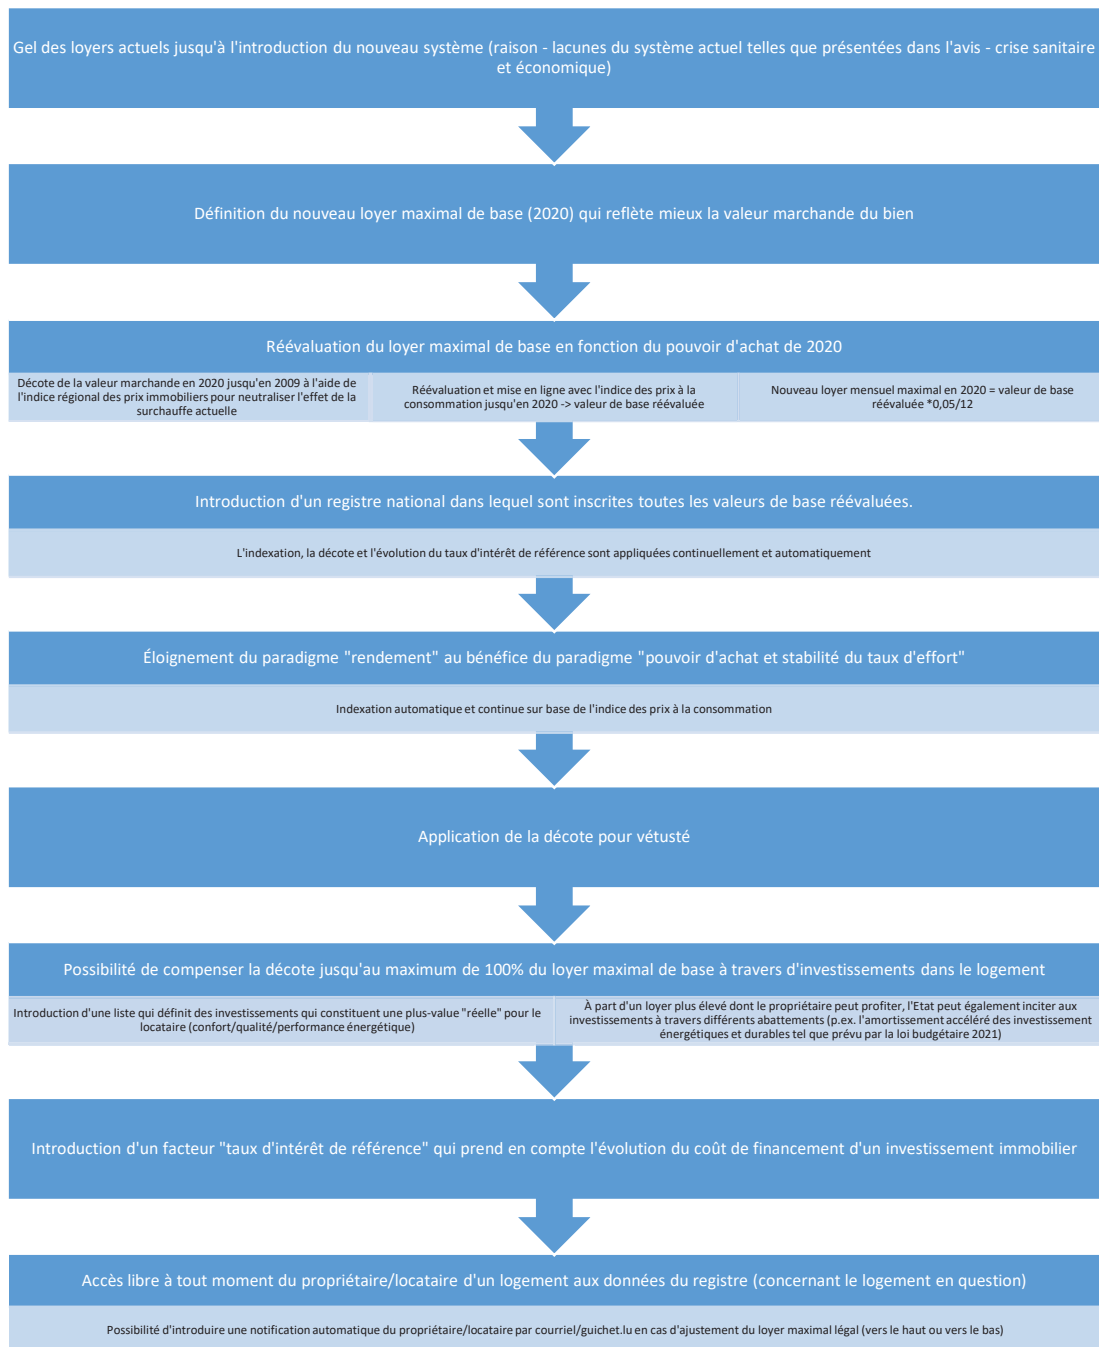 Gel des loyers actuels jusqu'à l'introduction du nouveau système (raison - lacunes du système actuel telles que présentées dans l'avis - crise sanitaire
et économique)
Définition du nouveau loyer maximal de base (2020) qui reflète mieux la valeur marchande du bien
Réévaluation du loyer maximal de base en fonction du pouvoir d'achat de 2020
Décote de la valeur marchande en 2020 jusqu'en 2009 à l'aide de
l'indice régional des prix immobiliers pour neutraliser l'effet de la
surchauffe actuelle
Réévaluation et mise en ligne avec l'indice des prix à la
consommation jusqu'en 2020 -> valeur de base réévaluée
Nouveau loyer mensuel maximal en 2020 = valeur de base
réévaluée *0,05/12
Introduction d'un registre national dans lequel sont inscrites toutes les valeurs de base réévaluées.
L'indexation, la décote et l'évolution du taux d'intérêt de référence sont appliquées continuellement et automatiquement
Éloignement du paradigme "rendement" au bénéfice du paradigme "pouvoir d'achat et stabilité du taux d'effort"
Indexation automatique et continue sur base de l'indice des prix à la consommation
Application de la décote pour vétusté
Possibilité de compenser la décote jusqu'au maximum de 100% du loyer maximal de base à travers d'investissements dans le logement
Introduction d'une liste qui définit des investissements qui constituent une plus-value "réelle" pour le
locataire (confort/qualité/performance énergétique)
À part d'un loyer plus élevé dont le propriétaire peut profiter, l'Etat peut également inciter aux
investissements à travers différents abattements (p.ex. l'amortissement accéléré des investissement
énergétiques et durables tel que prévu par la loi budgétaire 2021)
Introduction d'un facteur "taux d'intérêt de référence" qui prend en compte l'évolution du coût de financement d'un investissement immobilier
Accès libre à tout moment du propriétaire/locataire d'un logement aux données du registre (concernant le logement en question)
Possibilité d'introduire une notification automatique du propriétaire/locataire par courriel/guichet.lu en cas d'ajustement du loyer maximal légal (vers le haut ou vers le bas)